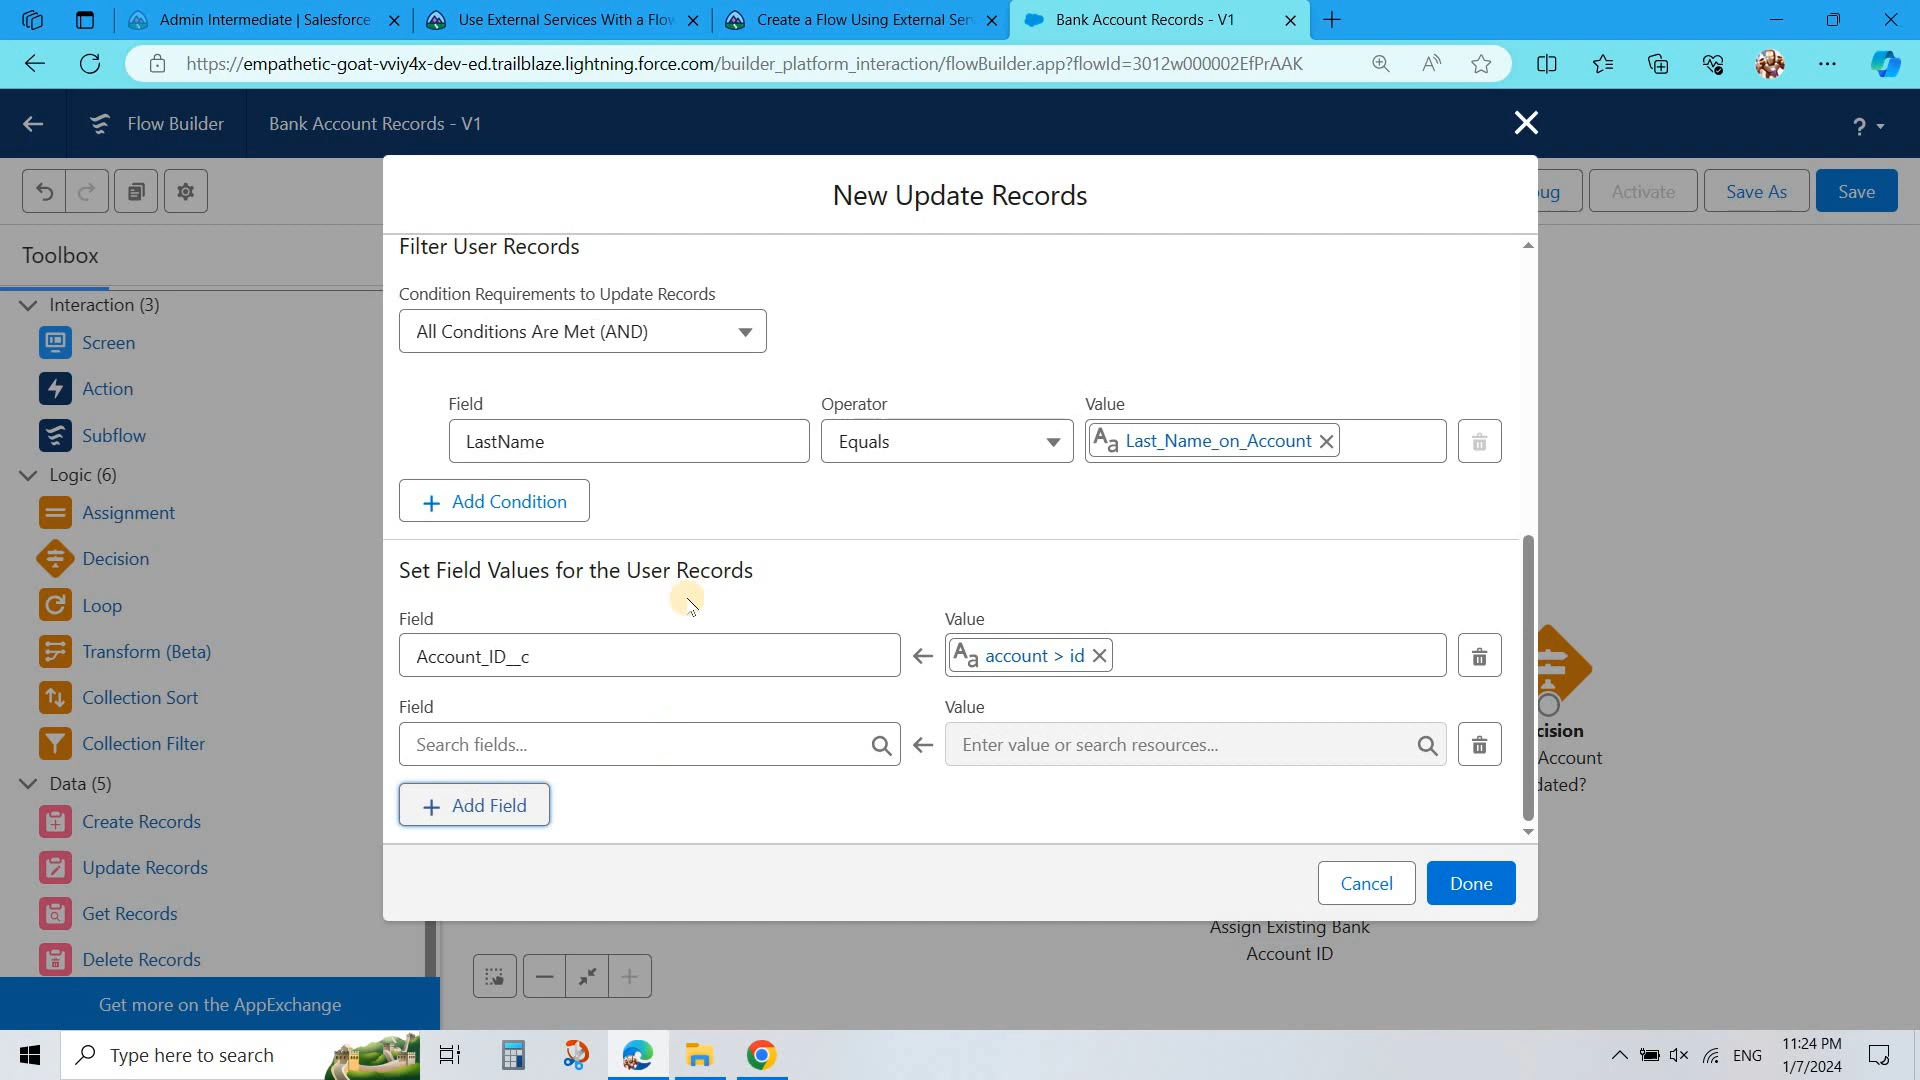 Admin Intermediate | Salesforce
Use External Services With a Flow
Create a Flow Using External Ser
Bank Account Records - V1
https://empathetic-goat-vviy4x-dev-ed.trailblaze.lightning.force.com/builder_platform_interaction/flowBuilder.app?flowId=3012w000002EfPrAAK
Flow Builder
Bank Account Records - V1
?
New Update Records
ug
Activate
Save As
Save
Toolbox
Interaction (3)
Screen
Action
Subflow
Logic (6)
Assignment
Decision
Loop
Transform (Beta)
Collection Sort
Collection Filter
Data (5)
Create Records
Update Records
Get Records
Delete Records
Get more on the AppExchange
Filter User Records
Condition Requirements to Update Records
All Conditions Are Met (AND)
Field
Operator
Value
LastName
Equals
Aa Last_Name_on_Account
+ Add Condition
Set Field Values for the User Records
Field
Value
Account_ID__c
Aa account > id
Field
Value
Search fields...
Enter value or search resources...
+ Add Field
Cancel
Done
cision
Account
dated?
Assign Existing Bank
Account ID
Type here to search
ENG
11:24 PM
1/7/2024